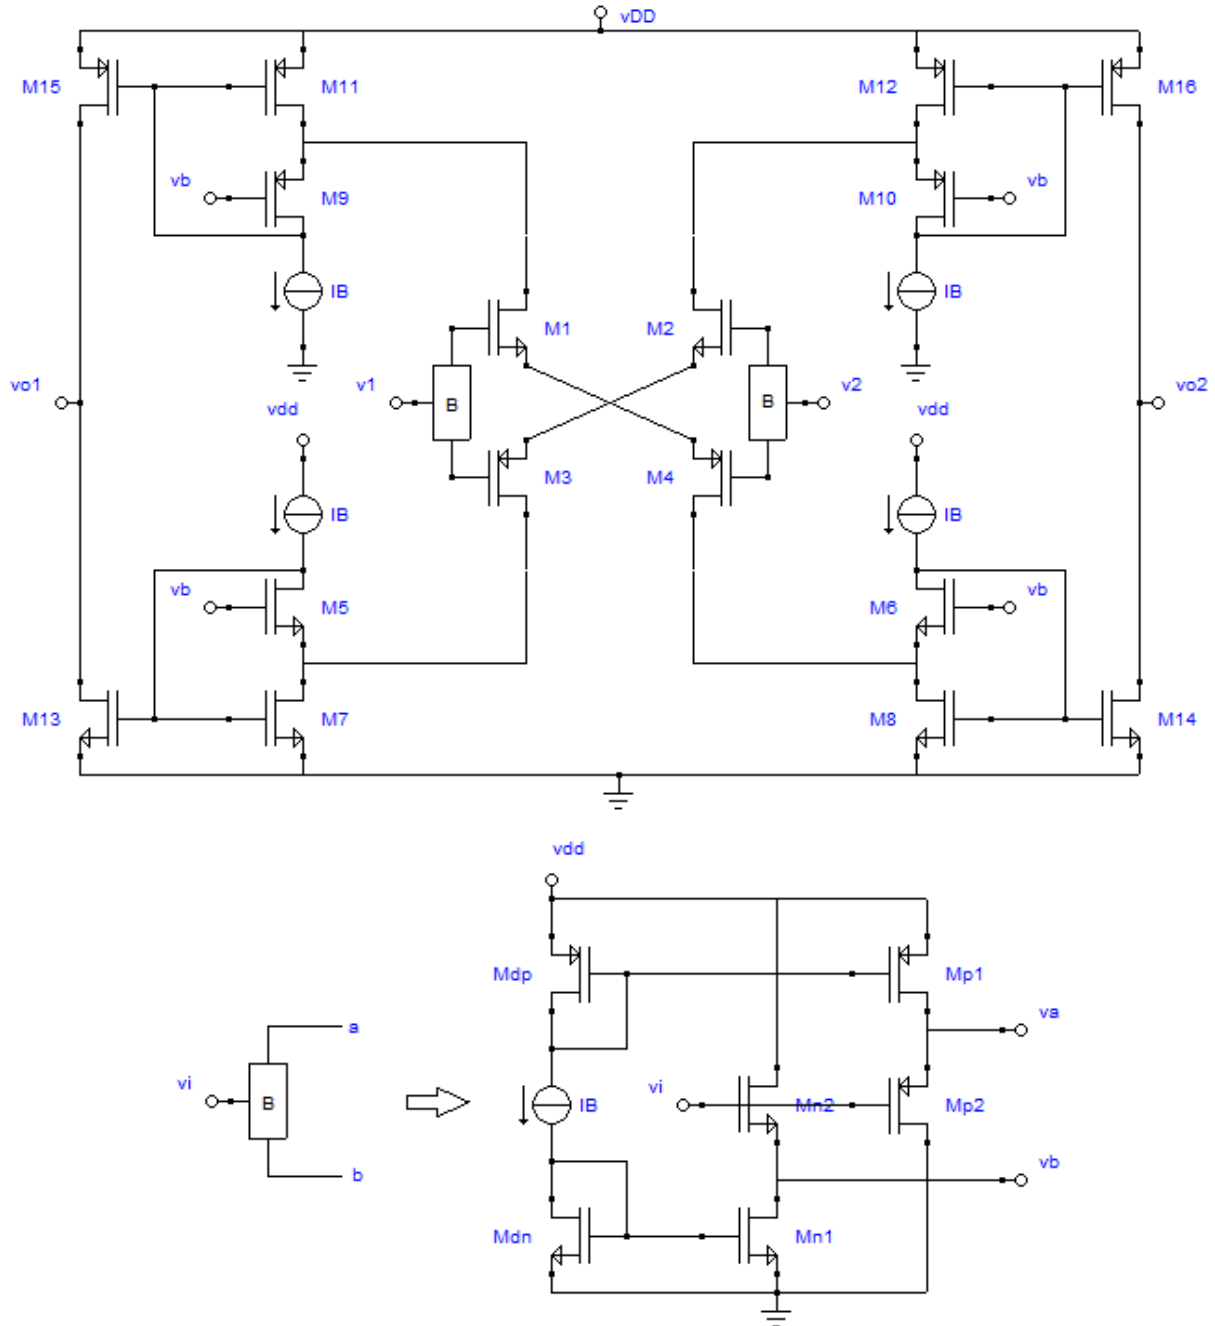 vDD
M15 M11 M12 M16
vb M9 M10 vb
IB IB
M1 M2
vo1 v1 B B v2 vo2
vdd vdd
M3 M4
IB IB
vb M5 M6 vb
M13 M7 M8 M14
vdd
Mdp Mp1
va
a
vi B IB vi Mn2 Mp2
b vb
Mdn Mn1